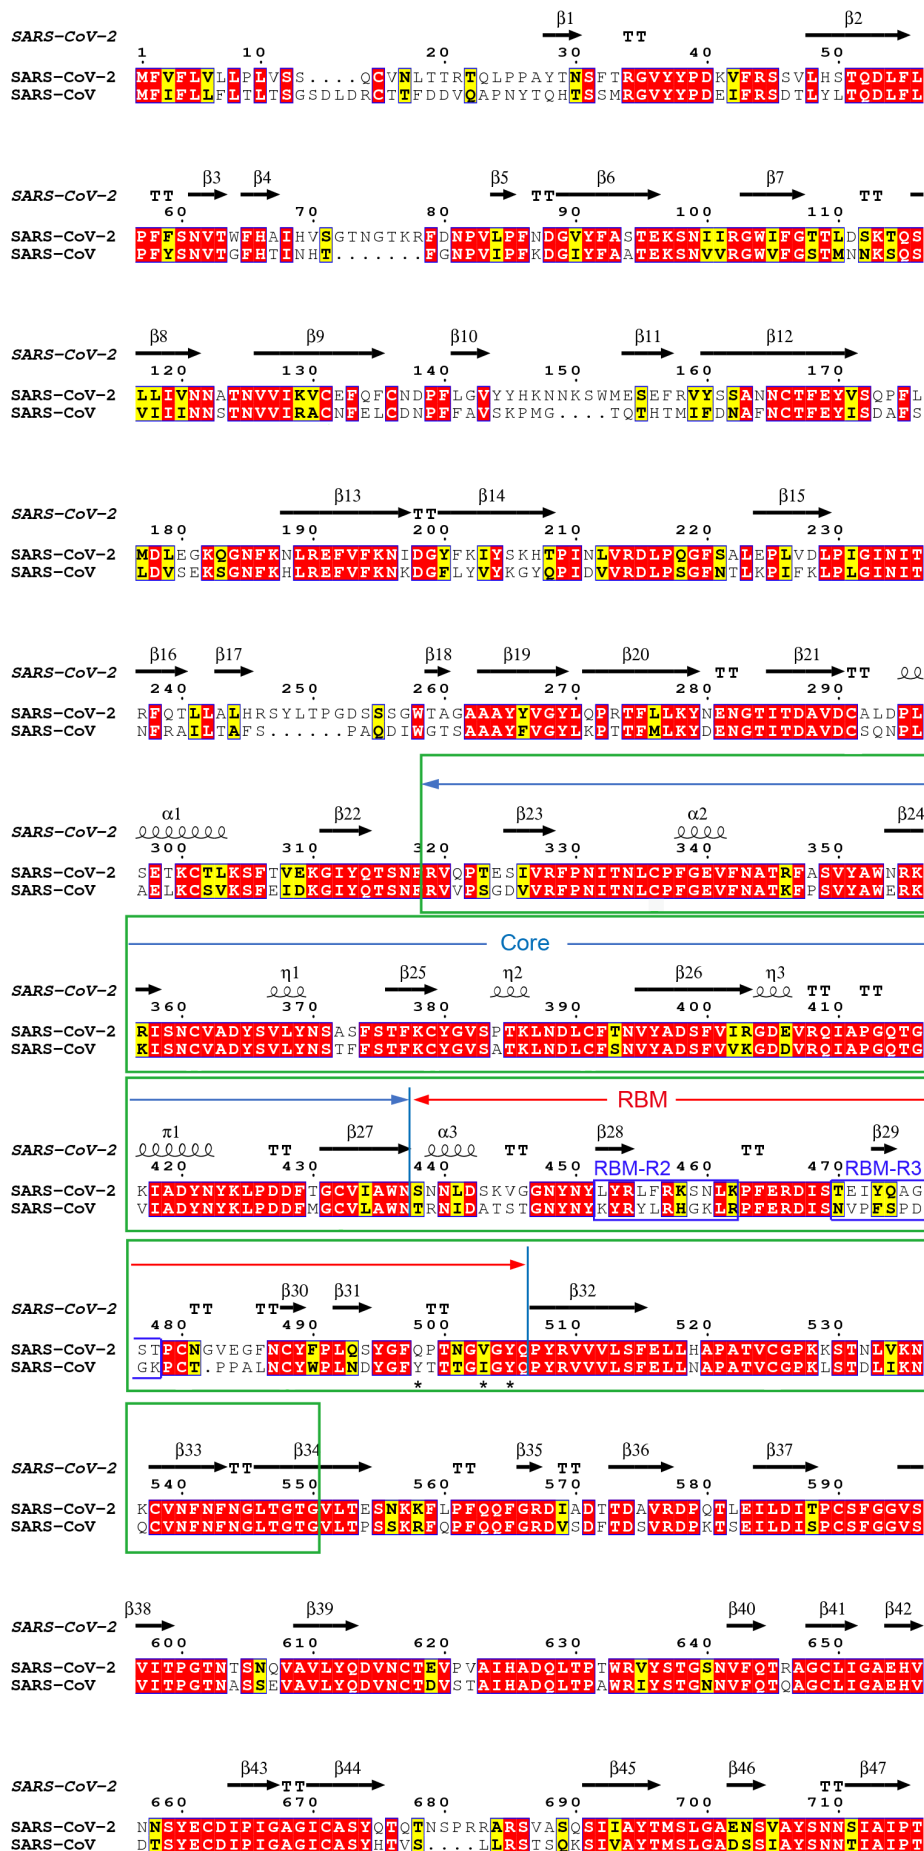 β1 β2
SARS-CoV-2 TT
1 10 20 30 40 50
SARS-CoV-2 MFVFLVLLPLVSS....QCVNLTTRTQLPPAYTNSFTRGVYYPDKVFRSSVLHSTQDLFL
SARS-CoV MFIFLLFLTLTSGSDLDRCTTFDDVQAPNYTQHTSSMRGVYYPDEIFRSDTLYLTQDLFL
β3 β4 β5 β6 β7
SARS-CoV-2 TT TT TT
60 70 80 90 100 110
SARS-CoV-2 PFFSNVTWFHAIHVSGTNGTKRFDNPVLPFNDGVYFASTEKSNIIRGWIFGTTLDSKTQS
SARS-CoV PFYSNVTGFHTINHT.......FGNPVIPFKDGIYFAATEKSNVVRGWVFGSTMNNKSQS
β8 β9 β10 β11 β12
SARS-CoV-2
120 130 140 150 160 170
SARS-CoV-2 LLIVNNATNVVIKVCEFQFCNDPFLGVYYHKNNKSWMESEFRVYSSANNCTFEYVSQPFL
SARS-CoV VIIINNSTNVVIRACNFELCDNPFFAVSKPMG....TQTHTMIFDNAFNCTFEYISDAFS
β13 β14 β15
SARS-CoV-2 TT
180 190 200 210 220 230
SARS-CoV-2 MDLEGKQGNFKNLREFVFKNIDGYFKIYSKHTPINLVRDLPQGFSALEPLVDLPIGINIT
SARS-CoV LDVSEKSGNFKHLREFVFKNKDGFLYVYKGYQPIDVVRDLPSGFNTLKPIFKLPLGINIT
β16 β17 β18 β19 β20 β21
SARS-CoV-2 TT TT
240 250 260 270 280 290
SARS-CoV-2 RFQTLLALHRSYLTPGDSSSGWTAGAAAYYVGYLQPRTFLLKYNENGTITDAVDCALDPL
SARS-CoV NFRAILTAFS......PAQDIWGTSAAAYFVGYLKPTTFMLKYDENGTITDAVDCSQNPL
α1 β22 β23 α2 β24
SARS-CoV-2
300 310 320 330 340 350
SARS-CoV-2 SETKCTLKSFTVEKGIYQTSNFRVQPTESIVRFPNITNLCPFGEVFNATRFASVYAWNRK
SARS-CoV AELKCSVKSFEIDKGIYQTSNFRVVPSGDVVRFPNITNLCPFGEVFNATKFPSVYAWERK
Core
η1 β25 η2 β26 η3
SARS-CoV-2 TT TT
360 370 380 390 400 410
SARS-CoV-2 RISNCVADYSVLYNSASFSTFKCYGVSPTKLNDLCFTNVYADSFVIRGDEVRQIAPGQTG
SARS-CoV KISNCVADYSVLYNSTFFSTFKCYGVSATKLNDLCFSNVYADSFVVKGDDVRQIAPGQTG
RBM
π1 β27 α3 β28 β29
SARS-CoV-2 TT TT TT
420 430 440 450 460 470
RBM-R2 RBM-R3
SARS-CoV-2 KIADYNYKLPDDFTGCVIAWNSNNLDSKVGGNYNYLYRLFRKSNLKPFERDISTEIYQAG
SARS-CoV VIADYNYKLPDDFMGCVLAWNTRNIDATSTGNYNYKYRYLRHGKLRPFERDISNVPFSPD
β30 β31 β32
SARS-CoV-2 TT TT TT
480 490 500 510 520 530
SARS-CoV-2 STPCNGVEGFNCYFPLQSYGFQPTNGVGYQPYRVVVLSFELLHAPATVCGPKKSTNLVKN
SARS-CoV GKPCT.PPALNCYWPLNDYGFYTTTGIGYQPYRVVVLSFELLNAPATVCGPKLSTDLIKN
* * *
β33 β34 β35 β36 β37
SARS-CoV-2 TT TT TT
540 550 560 570 580 590
SARS-CoV-2 KCVNFNFNGLTGTGVLTESNKKFLPFQQFGRDIADTTDAVRDPQTLEILDITPCSFGGVS
SARS-CoV QCVNFNFNGLTGTGVLTPSSKRFQPFQQFGRDVSDFTDSVRDPKTSEILDISPCSFGGVS
β38 β39 β40 β41 β42
SARS-CoV-2
600 610 620 630 640 650
SARS-CoV-2 VITPGTNTSNQVAVLYQDVNCTEVPVAIHADQLTPTWRVYSTGSNVFQTRAGCLIGAEHV
SARS-CoV VITPGTNASSEVAVLYQDVNCTDVSTAIHADQLTPAWRIYSTGNNVFQTQAGCLIGAEHV
β43 β44 β45 β46 β47
SARS-CoV-2 TT TT
660 670 680 690 700 710
SARS-CoV-2 NNSYECDIPIGAGICASYQTQTNSPRRARSVASQSIIAYTMSLGAENSVAYSNNSIAIPT
SARS-CoV DTSYECDIPIGAGICASYHTVS....LLRSTSQKSIVAYTMSLGADSSIAYSNNTIAIPT